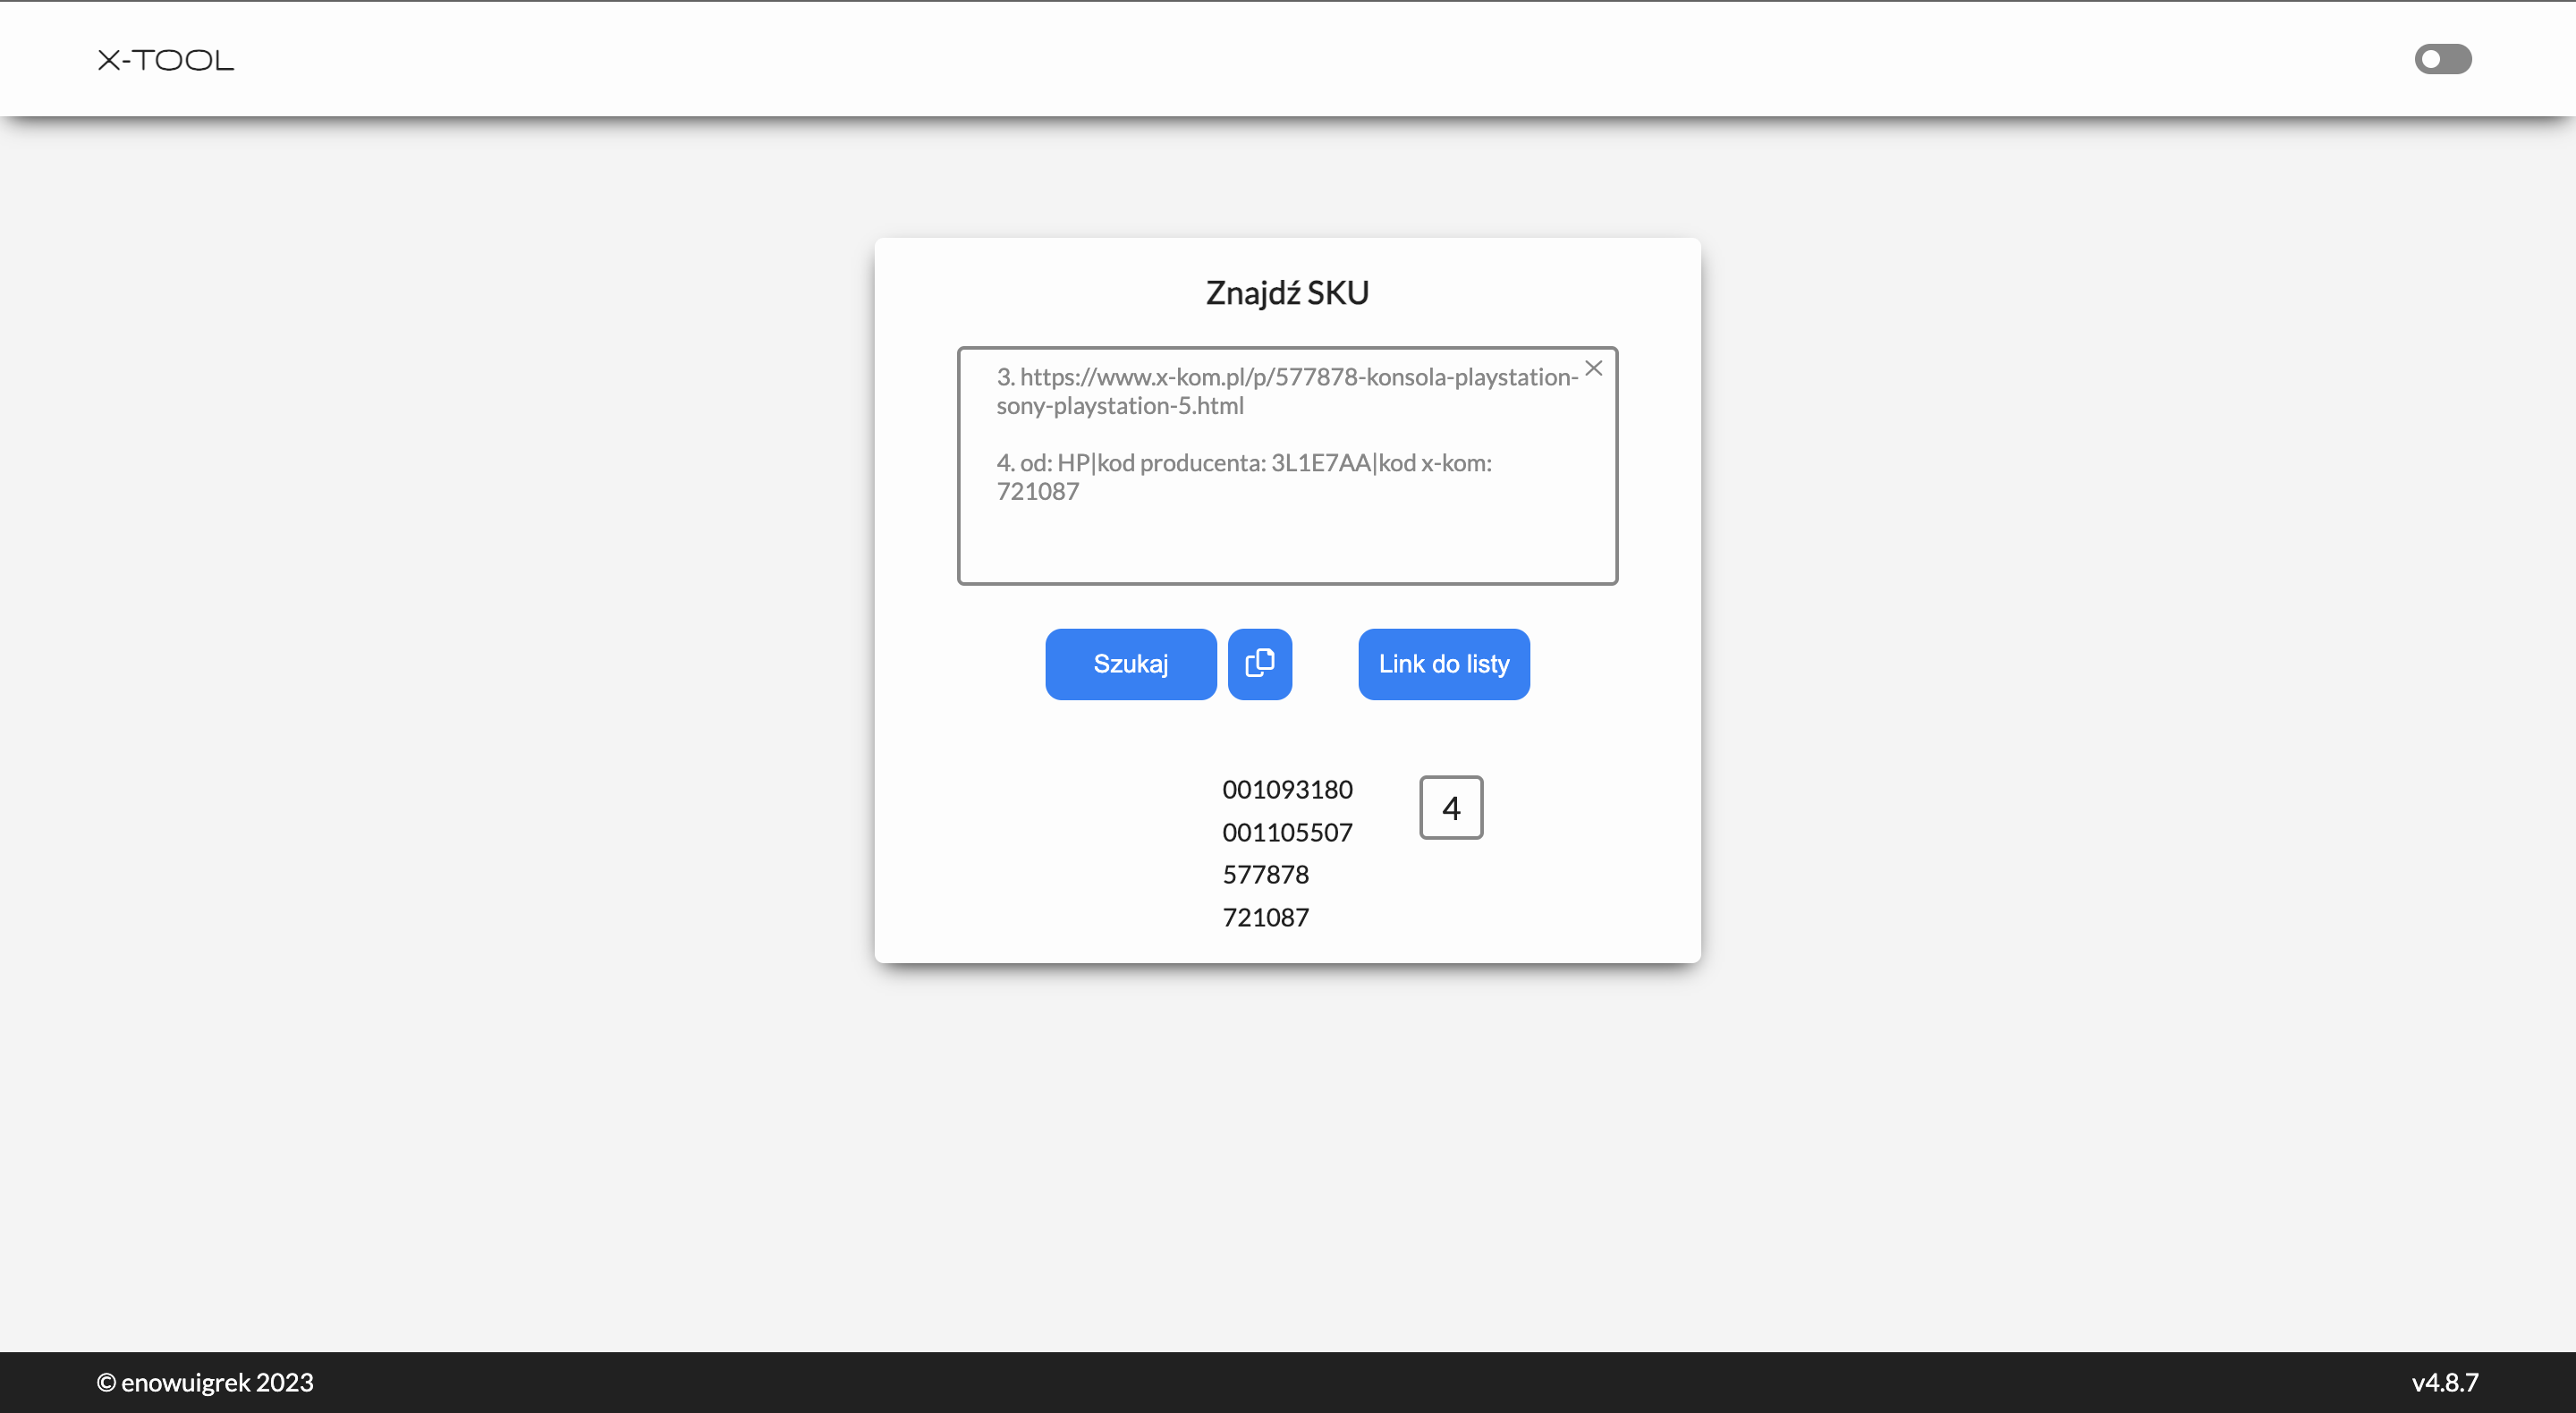 X-TOOL
Znajdź SKU
3. https://www.x-kom.pl/p/577878-konsola-playstation-
sony-playstation-5.html
4. od: HP|kod producenta: 3L1E7AA|kod x-kom:
721087
Szukaj
Link do listy
001093180
4
001105507
577878
721087
© enowuigrek 2023
v4.8.7